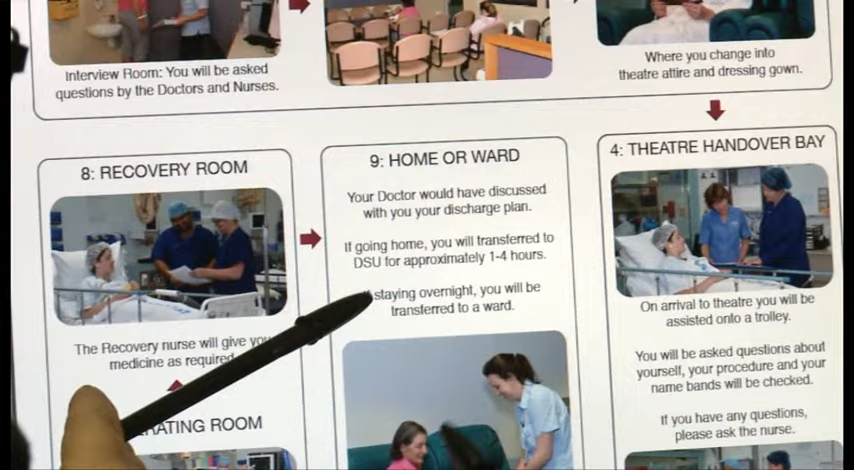 Interview Room: You will be asked
questions by the Doctors and Nurses.
Where you change into
theatre attire and dressing gown.
8: RECOVERY ROOM
The Recovery nurse will give
medicine as required
RATING ROOM
9: HOME OR WARD
Your Doctor would have discussed
with you your discharge plan.
If going home, you will transferred to
DSU for approximately 1-4 hours.
staying overnight, you will be
transferred to a ward.
4: THEATRE HANDOVER BAY
On arrival to theatre you will be
assisted onto a trolley.
You will be asked questions about
yourself, your procedure and your
name bands will be checked.
If you have any questions,
please ask the nurse.